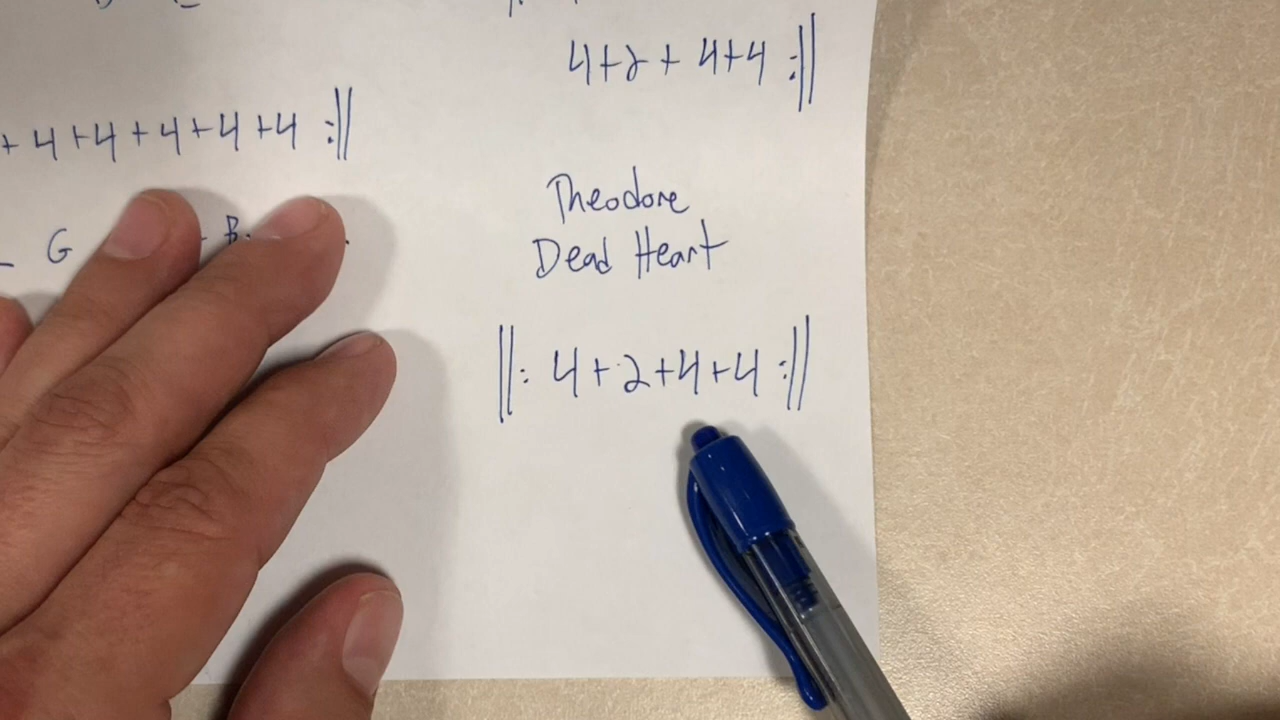 4+2+4+4 :||
+4+4+4+4+4 :||
G B
Theodore
Dead Heart
||: 4+2+4+4 :||